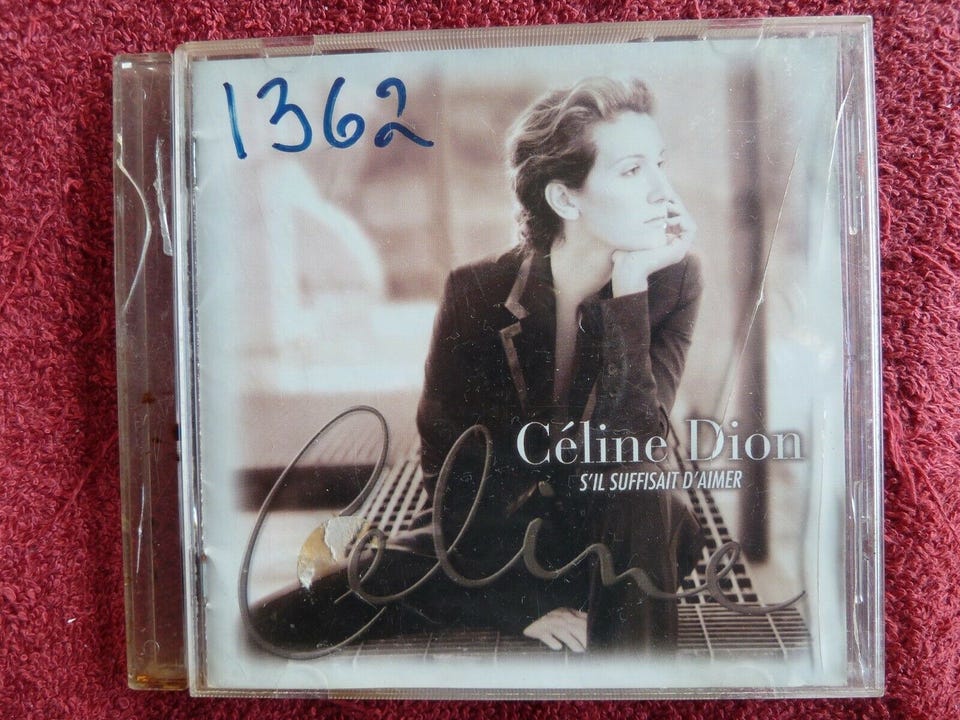 1362
Céline Dion
S'IL SUFFISAIT D'AIMER
Céline